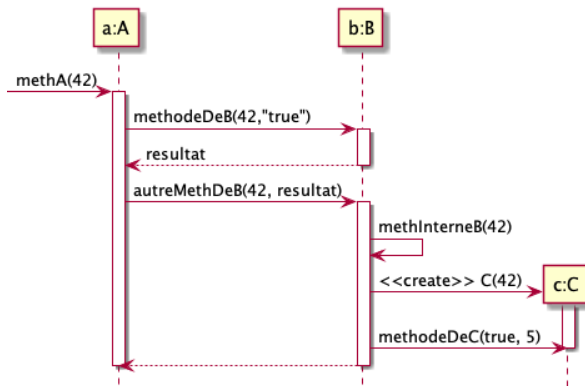 a:A
b:B
methA(42)
methodeDeB(42,"true")
resultat
autreMethDeB(42, resultat)
methInterneB(42)
<<create>> C(42)
c:C
methodeDeC(true, 5)